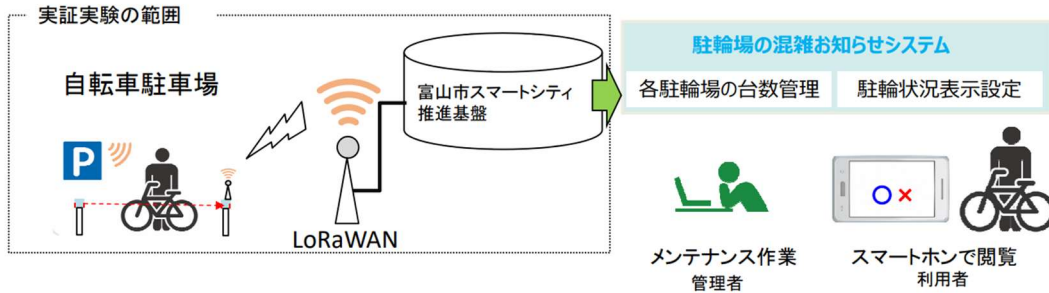 実証実験の範囲
自転車駐車場
P
LoRaWAN
富山市スマートシティ
推進基盤
駐輪場の混雑お知らせシステム
各駐輪場の台数管理
駐輪状況表示設定
メンテナンス作業
管理者
スマートホンで閲覧
利用者